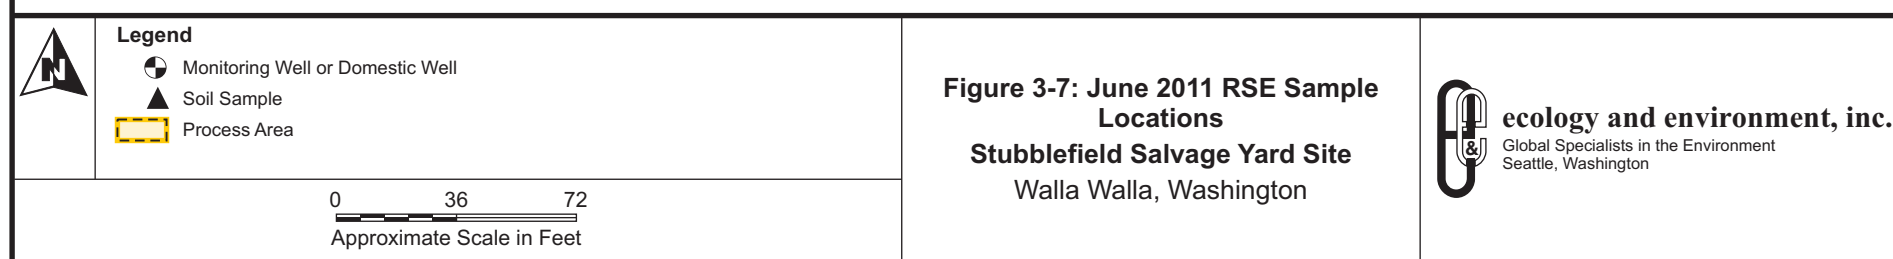 N
Legend
Monitoring Well or Domestic Well
Soil Sample
Process Area
0 36 72
Approximate Scale in Feet
Figure 3-7: June 2011 RSE Sample
Locations
Stubblefield Salvage Yard Site
Walla Walla, Washington
&
ecology and environment, inc.
Global Specialists in the Environment
Seattle, Washington